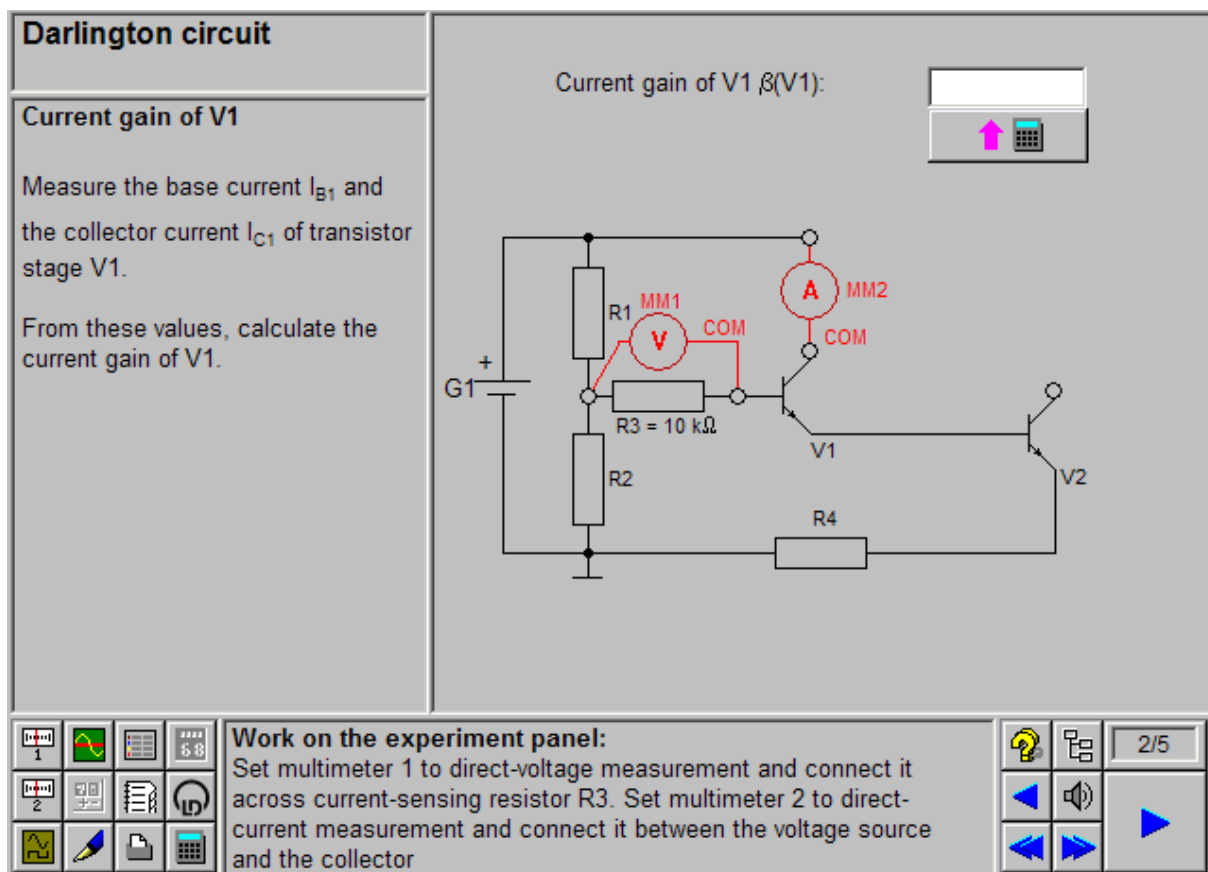 Darlington circuit
Current gain of V1
Measure the base current I_B1 and
the collector current I_C1 of transistor
stage V1.
From these values, calculate the
current gain of V1.
Current gain of V1 β(V1):
A
MM2
COM
MM1
V
COM
R1
+
G1
R3 = 10 kΩ
V1
R2
V2
R4
Work on the experiment panel:
Set multimeter 1 to direct-voltage measurement and connect it
across current-sensing resistor R3. Set multimeter 2 to direct-
current measurement and connect it between the voltage source
and the collector
1
2
2/5